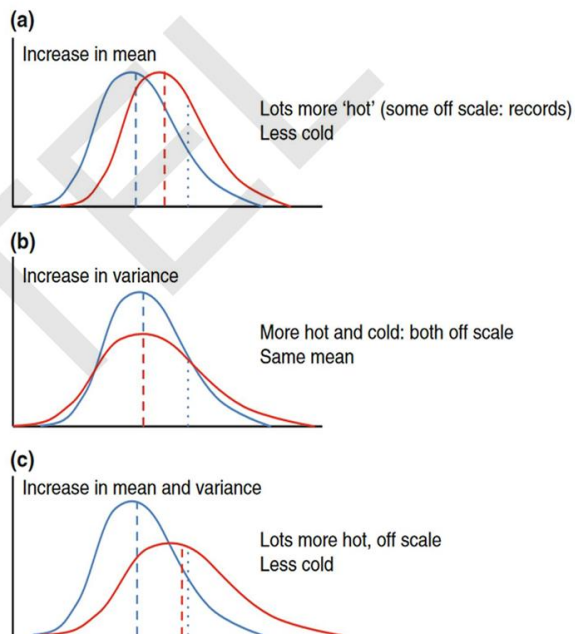 (a)
Increase in mean
Lots more 'hot' (some off scale: records)
Less cold
(b)
Increase in variance
More hot and cold: both off scale
Same mean
(c)
Increase in mean and variance
Lots more hot, off scale
Less cold